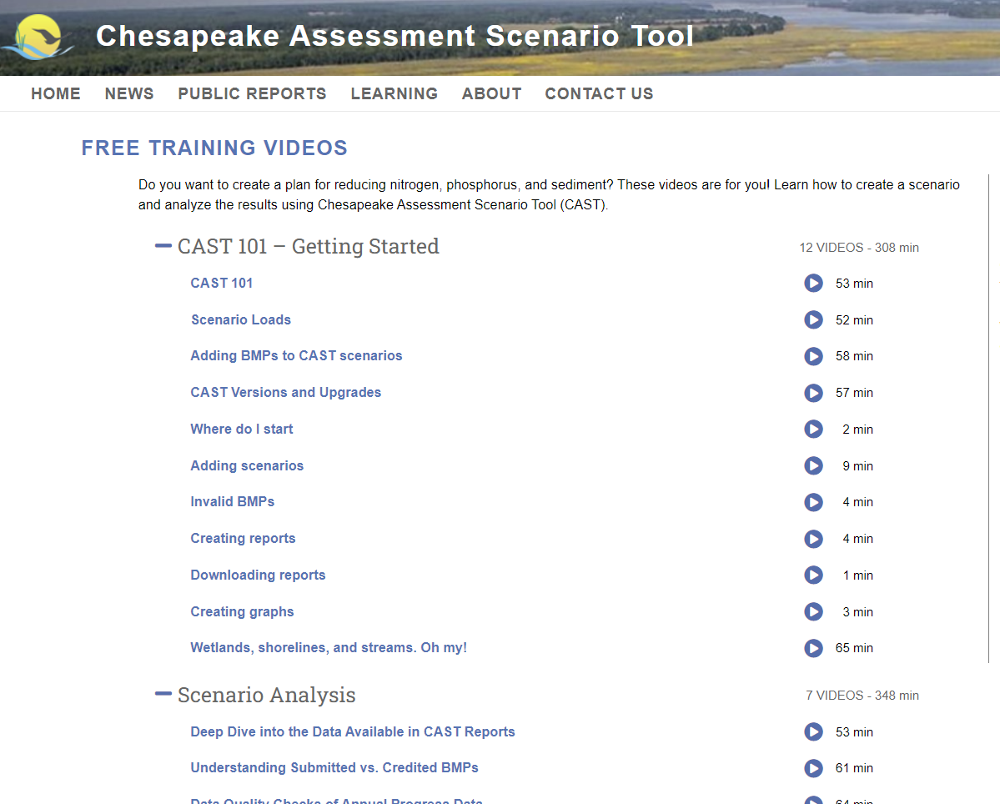 Chesapeake Assessment Scenario Tool
HOME NEWS PUBLIC REPORTS LEARNING ABOUT CONTACT US
FREE TRAINING VIDEOS
Do you want to create a plan for reducing nitrogen, phosphorus, and sediment? These videos are for you! Learn how to create a scenario
and analyze the results using Chesapeake Assessment Scenario Tool (CAST).
CAST 101 – Getting Started 12 VIDEOS - 308 min
CAST 101 53 min
Scenario Loads 52 min
Adding BMPs to CAST scenarios 58 min
CAST Versions and Upgrades 57 min
Where do I start 2 min
Adding scenarios 9 min
Invalid BMPs 4 min
Creating reports 4 min
Downloading reports 1 min
Creating graphs 3 min
Wetlands, shorelines, and streams. Oh my! 65 min
Scenario Analysis 7 VIDEOS - 348 min
Deep Dive into the Data Available in CAST Reports 53 min
Understanding Submitted vs. Credited BMPs 61 min
Data Quality Checks of Annual Progress Data 64 min